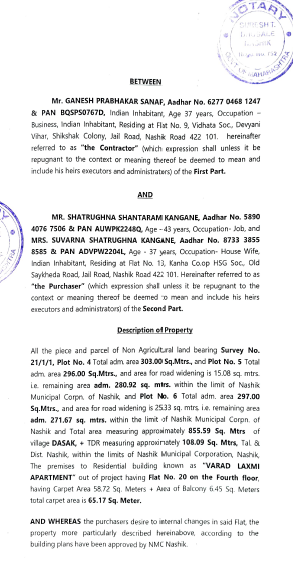 NOTARY
BETWEEN
Mr. GANESH PRABHAKAR SANAF, Aadhar No. 6277 0468 1247
& PAN BQSPS0767D, Indian Inhabitant, Age 37 years, Occupation –
Business, Indian Inhabitant, Residing at Flat No. 9, Vidhata Soc., Devyani
Vihar, Shikshak Colony, Jail Road, Nashik Road 422 101. hereinafter
referred to as "the Contractor" (which expression shall unless it be
repugnant to the context or meaning thereof be deemed to mean and
include his heirs executors and administrators) of the First Part.
AND
MR. SHATRUGHNA SHANTARAM KANGANE, Aadhar No. 5890
4076 7506 & PAN AUWPK2248Q, Age – 43 years, Occupation- Job, and
MRS. SUVARNA SHATRUGHNA KANGANE, Aadhar No. 8733 3855
8585 & PAN ADVPW2204L, Age - 37 years, Occupation- House Wife,
Indian Inhabitant, Residing at Flat No. 13, Kanha Co.op HSG Soc., Old
Saykheda Road, Jail Road, Nashik Road 422 101. Hereinafter referred to as
"the Purchaser" (which expression shall unless it be repugnant to the
context or meaning thereof be deemed to mean and include his heirs
executors and administrators) of the Second Part.
Description of Property
All the piece and parcel of Non Agricultural land bearing Survey No.
21/1/1, Plot No. 4 Total adm. area 303.00 Sq.Mtrs., and Plot No. 5 Total
adm. area 296.00 Sq.Mtrs., and area for road widening is 15.08 sq. mtrs.
i.e. remaining area adm. 280.92 sq. mtrs. within the limit of Nashik
Municipal Corpn. of Nashik, and Plot No. 6 Total adm. area 297.00
Sq.Mtrs., and area for road widening is 25.33 sq. mtrs, i.e. remaining area
adm. 271.67 sq. mtrs. within the limit of Nashik Municipal Corpn. of
Nashik and Total area measuring approximately 855.59 Sq. Mtrs of
village DASAK, + TDR measuring approximately 108.09 Sq Mtrs, Tal. &
Dist. Nashik, within the limits of Nashik Municipal Corporation, Nashik,
The premises to Residential building known as "VARAD LAXMI
APARTMENT" out of project having Flat No. 20 on the Fourth floor,
having Carpet Area 58.72 Sq. Meters + Area of Balcony 6.45 Sq. Meters
total carpet area is 65.17 Sq. Meter.
AND WHEREAS the purchasers desire to internal changes in said Flat, the
property more particularly described hereinabove, according to the
building plans have been approved by NMC Nashik.